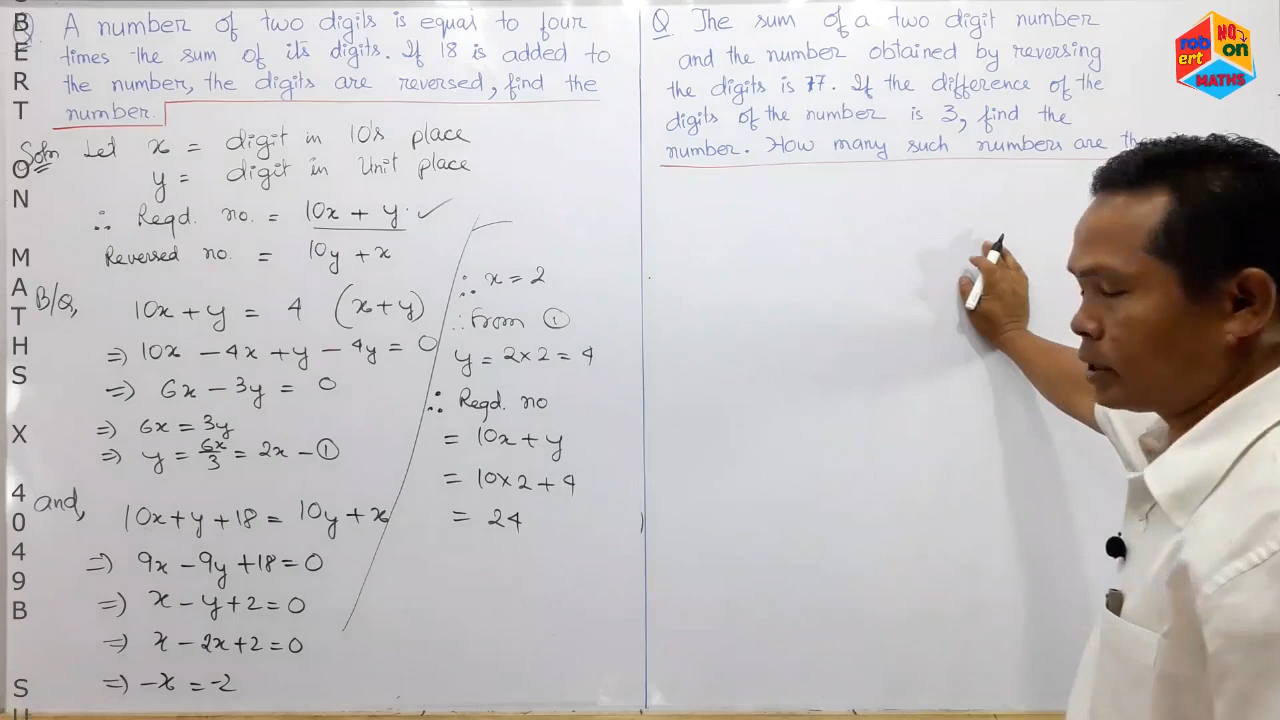 Q. A number of two digits is equal to four
times the sum of its digits. If 18 is added to
the number, the digits are reversed, find the
number.
Soln Let x = digit in 10's place
y = digit in Unit place
∴ Reqd. no. = 10x + y. ✓
Reversed no. = 10y + x
B/Q, 10x + y = 4 (x+y)
=) 10x - 4x + y - 4y = 0
=) 6x - 3y = 0
=) 6x = 3y
=) y = 6x/3 = 2x - ①
and,
10x + y + 18 = 10y + x
=) 9x - 9y + 18 = 0
=) x - y + 2 = 0
=) x - 2x + 2 = 0
=) -x = -2
∴ x = 2
∴ From ①
y = 2×2 = 4
∴ Reqd. no
= 10x + y
= 10×2 + 4
= 24
Q. The sum of a two digit number
and the number obtained by reversing
the digits is 77. If the difference of the
digits of the number is 3, find the
number. How many such numbers are
robert NO on
MATHS
BERT ON MATHS X 4049B